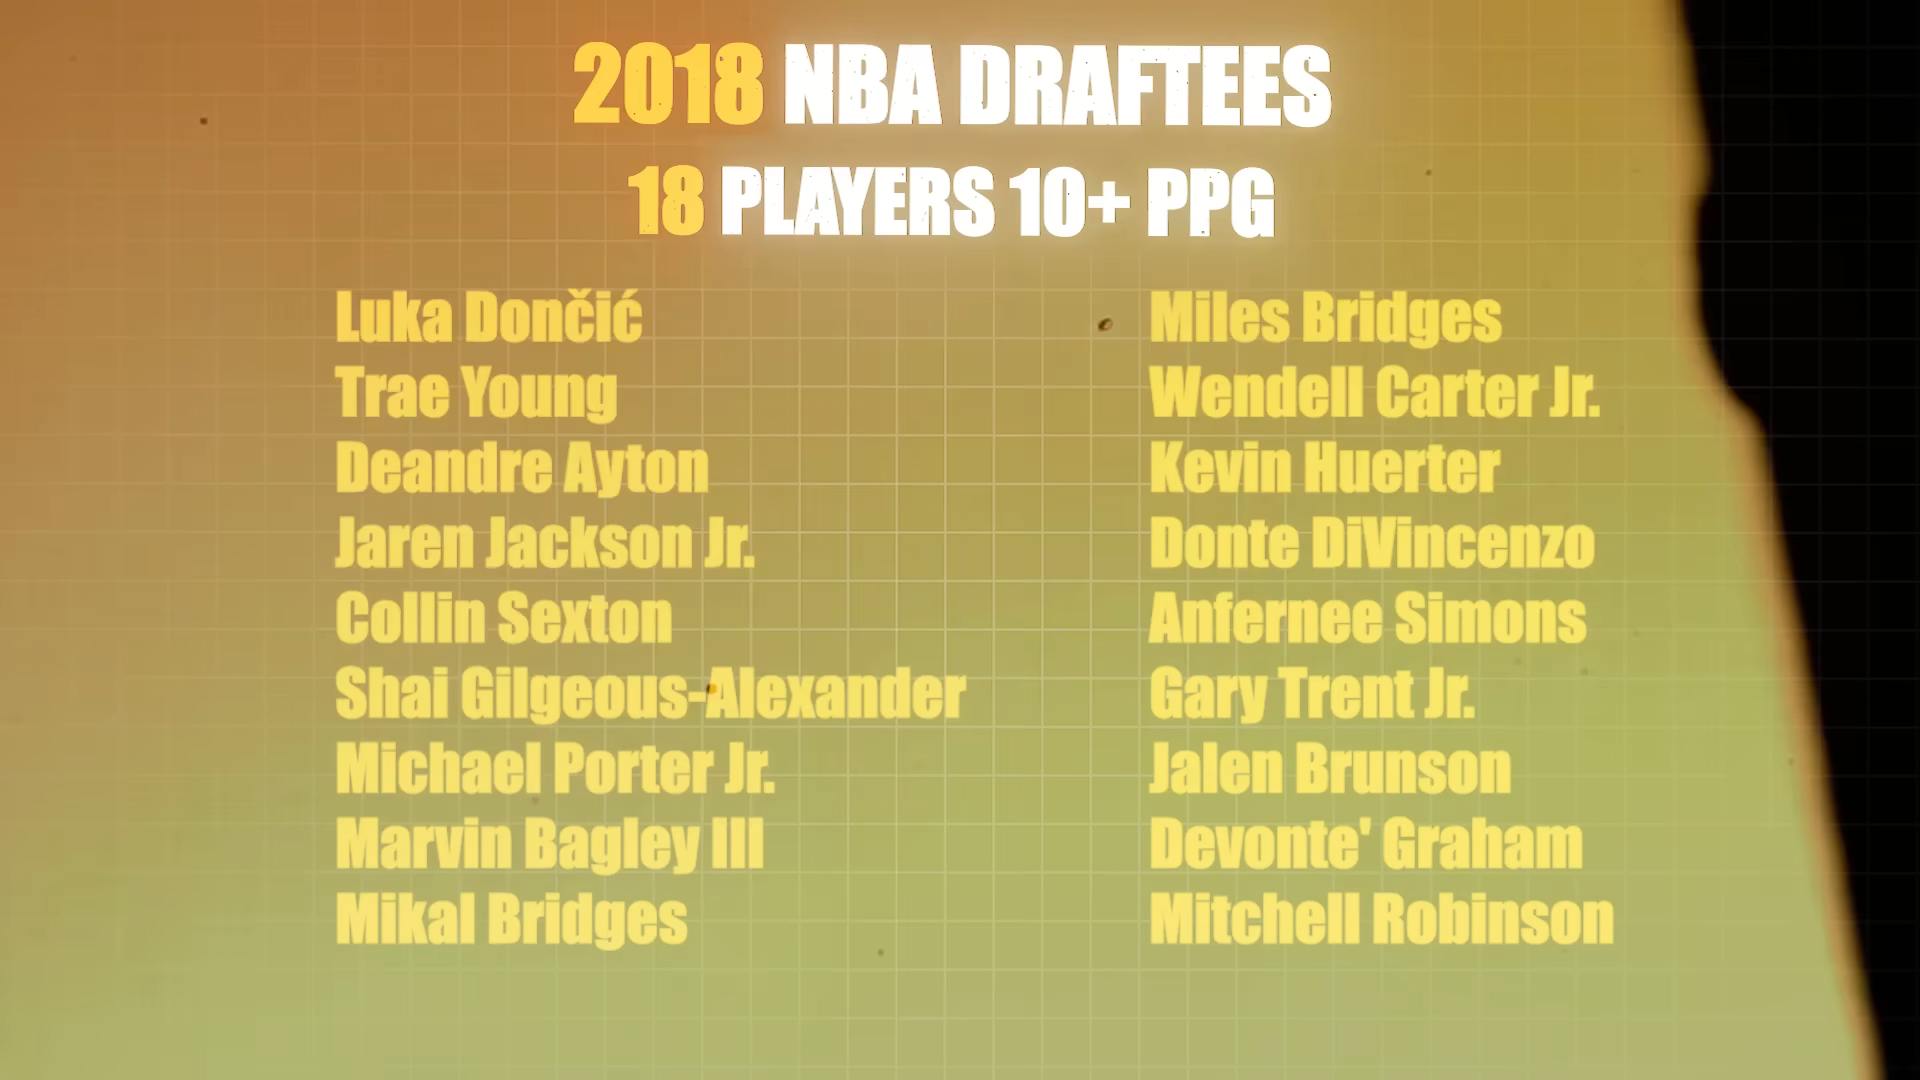 2018 NBA DRAFTEES
18 PLAYERS 10+ PPG
Luka Dončić
Trae Young
Deandre Ayton
Jaren Jackson Jr.
Collin Sexton
Shai Gilgeous-Alexander
Michael Porter Jr.
Marvin Bagley III
Mikal Bridges
Miles Bridges
Wendell Carter Jr.
Kevin Huerter
Donte DiVincenzo
Anfernee Simons
Gary Trent Jr.
Jalen Brunson
Devonte' Graham
Mitchell Robinson